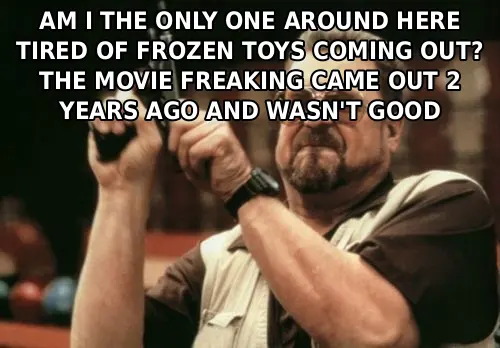 AM I THE ONLY ONE AROUND HERE
TIRED OF FROZEN TOYS COMING OUT?
THE MOVIE FREAKING CAME OUT 2
YEARS AGO AND WASN'T GOOD